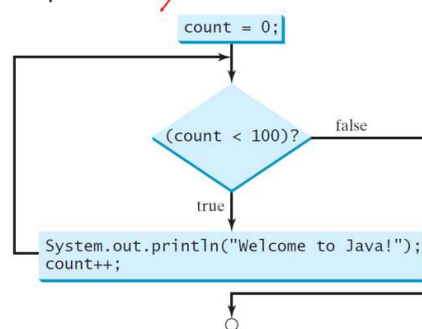 count = 0;
(count < 100)?
false
true
System.out.println("Welcome to Java!");
count++;